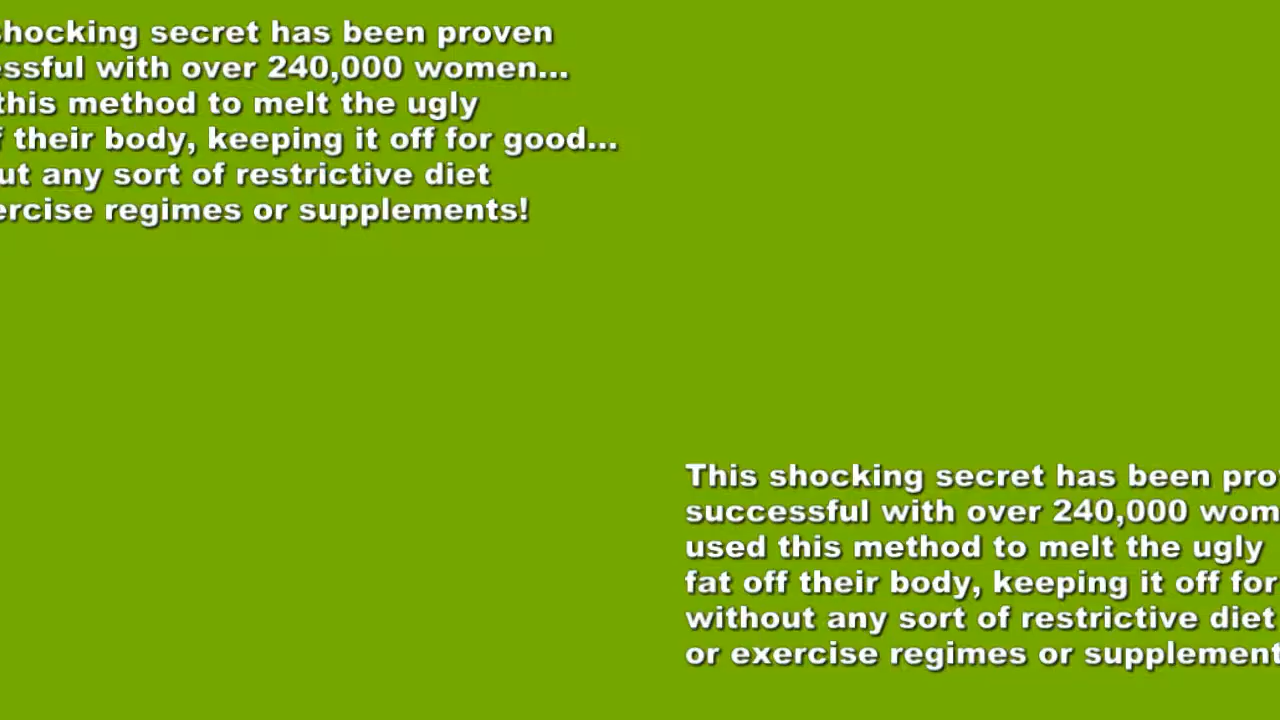 shocking secret has been proven
ssful with over 240,000 women...
this method to melt the ugly
their body, keeping it off for good...
ut any sort of restrictive diet
ercise regimes or supplements!
This shocking secret has been pro
successful with over 240,000 wom
used this method to melt the ugly
fat off their body, keeping it off for
without any sort of restrictive diet
or exercise regimes or supplement